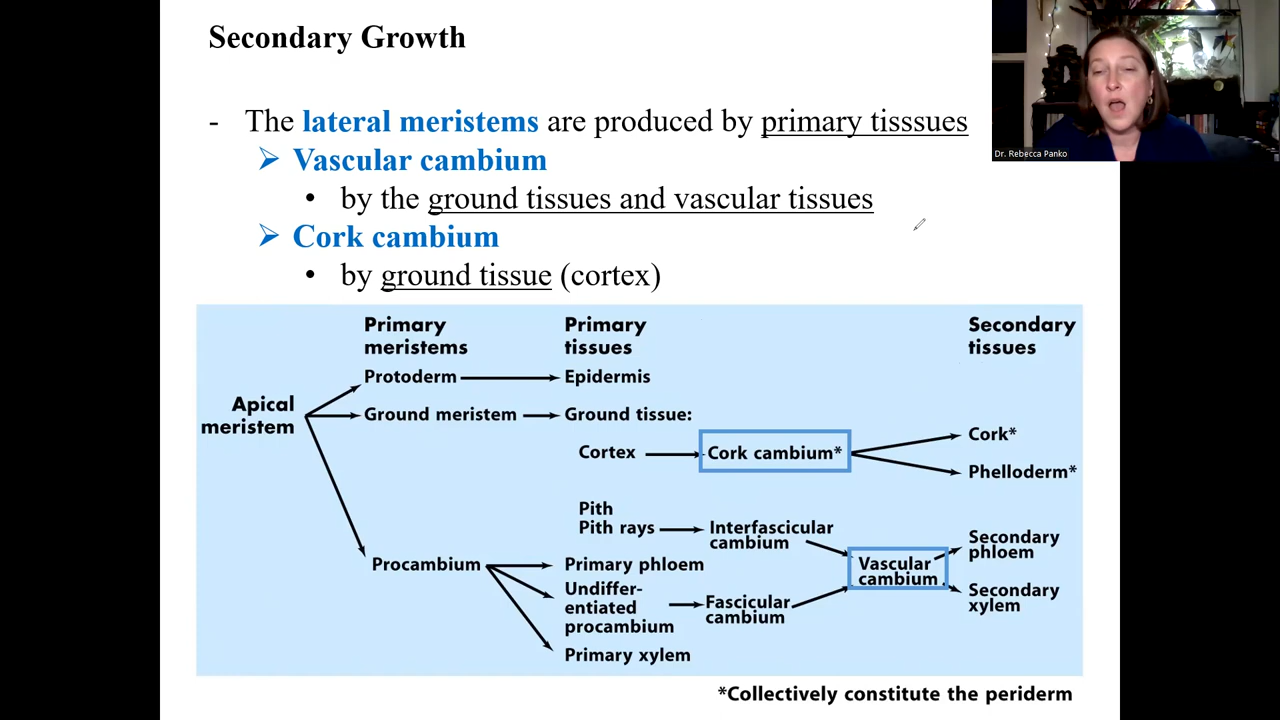 Secondary Growth
Dr. Rebecca Panko
- The lateral meristems are produced by primary tisssues
➢ Vascular cambium
• by the ground tissues and vascular tissues
➢ Cork cambium
• by ground tissue (cortex)
Primary meristems
Primary tissues
Secondary tissues
Protoderm
Epidermis
Apical meristem
Ground meristem
Ground tissue:
Cortex
Cork cambium*
Cork*
Phelloderm*
Pith
Pith rays
Interfascicular cambium
Procambium
Primary phloem
Undiffer-
entiated
procambium
Fascicular cambium
Primary xylem
Vascular cambium
Secondary phloem
Secondary xylem
*Collectively constitute the periderm